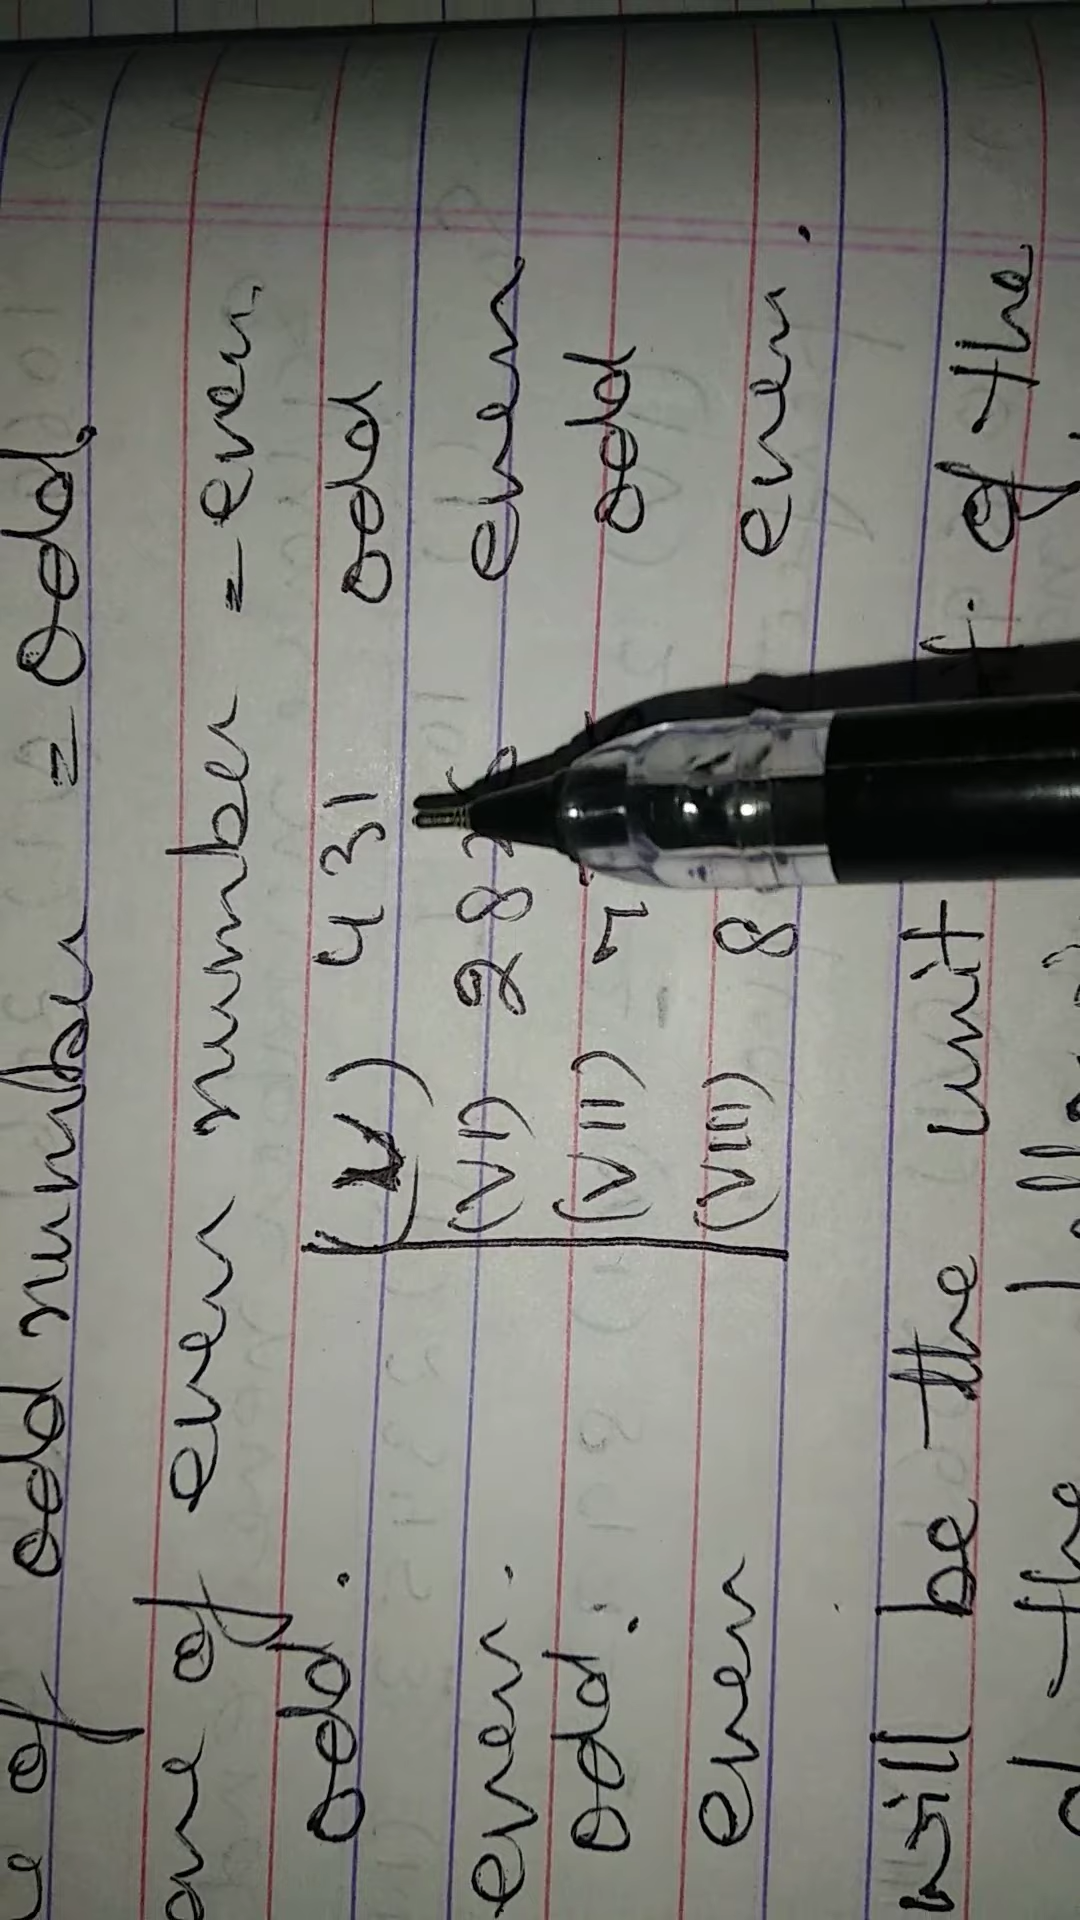 of odd number = odd.
of even number = even.
odd. (V) 431 odd
even. (VI) 28 even
odd. (VII) 7 odd
even (VIII) 8 even.
will be the unit of the
the